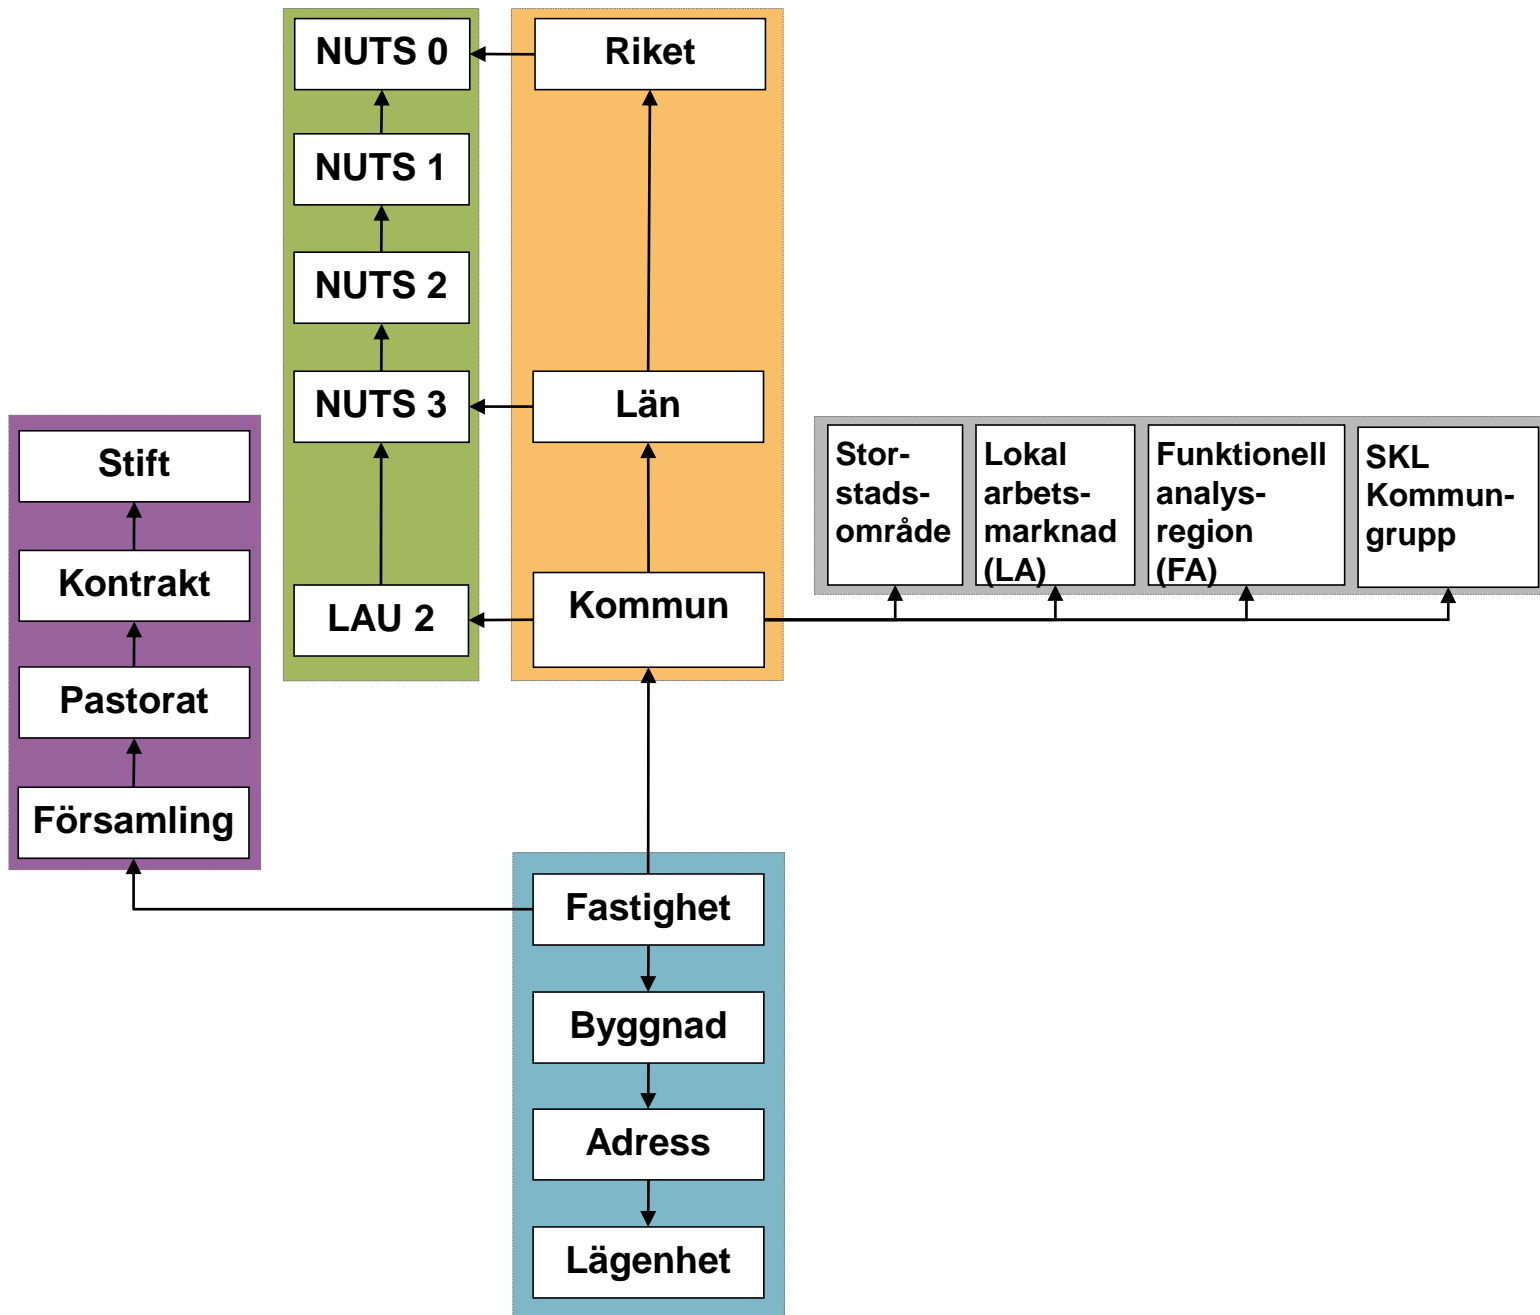 NUTS 0
NUTS 1
NUTS 2
NUTS 3
LAU 2
Riket
Län
Kommun
Stift
Kontrakt
Pastorat
Församling
Stor-
stads-
område
Lokal
arbets-
marknad
(LA)
Funktionell
analys-
region
(FA)
SKL
Kommun-
grupp
Fastighet
Byggnad
Adress
Lägenhet